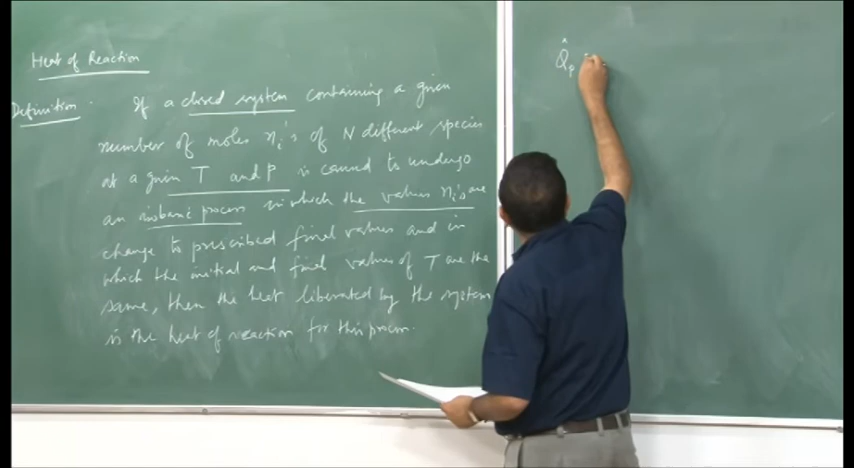 Heat of Reaction
Definition. If a closed system containing a given
number of moles nᵢ's of N different species
at a given T and P is caused to undergo
an isobaric process in which the values nᵢ's are
change to prescribed final values and in
which the initial and final values of T are the
same, then the heat liberated by the system
is the heat of reaction for this process.
Q̂ₚ =